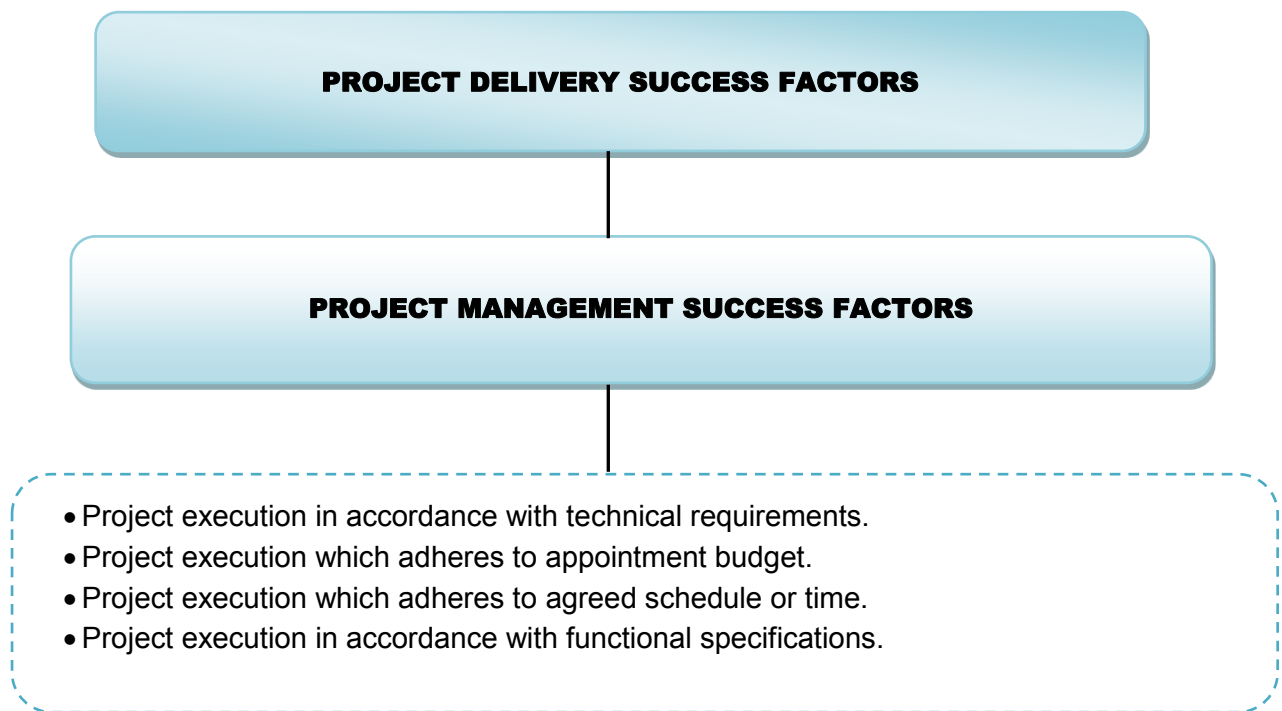 PROJECT DELIVERY SUCCESS FACTORS
PROJECT MANAGEMENT SUCCESS FACTORS
• Project execution in accordance with technical requirements.
• Project execution which adheres to appointment budget.
• Project execution which adheres to agreed schedule or time.
• Project execution in accordance with functional specifications.